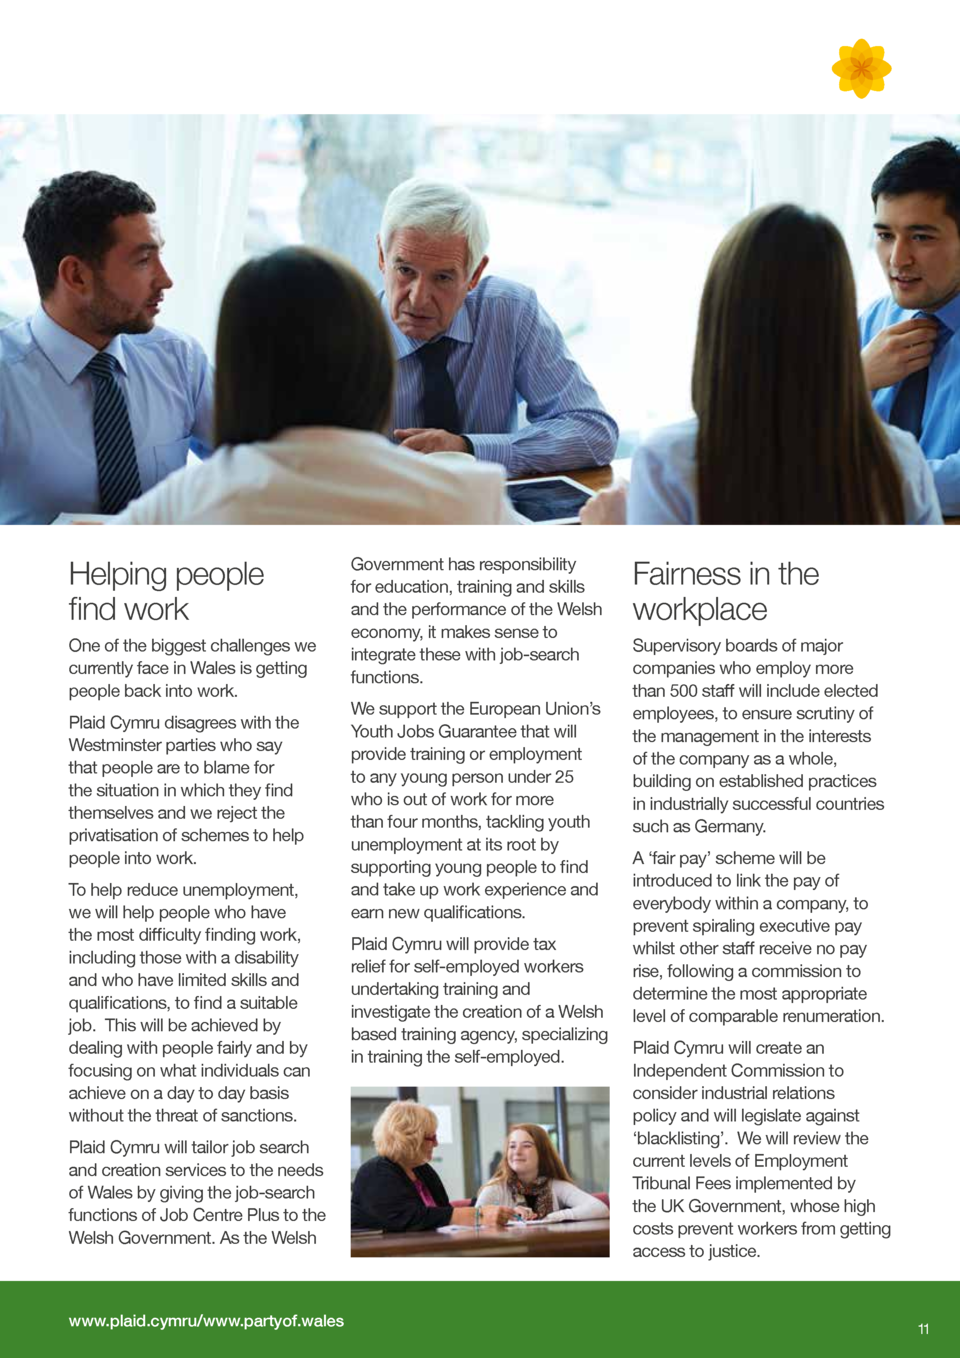 Helping people
find work
One of the biggest challenges we
currently face in Wales is getting
people back into work.
Plaid Cymru disagrees with the
Westminster parties who say
that people are to blame for
the situation in which they find
themselves and we reject the
privatisation of schemes to help
people into work.
To help reduce unemployment,
we will help people who have
the most difficulty finding work,
including those with a disability
and who have limited skills and
qualifications, to find a suitable
job.  This will be achieved by
dealing with people fairly and by
focusing on what individuals can
achieve on a day to day basis
without the threat of sanctions.
Plaid Cymru will tailor job search
and creation services to the needs
of Wales by giving the job-search
functions of Job Centre Plus to the
Welsh Government. As the Welsh
Government has responsibility
for education, training and skills
and the performance of the Welsh
economy, it makes sense to
integrate these with job-search
functions.
We support the European Union’s
Youth Jobs Guarantee that will
provide training or employment
to any young person under 25
who is out of work for more
than four months, tackling youth
unemployment at its root by
supporting young people to find
and take up work experience and
earn new qualifications.
Plaid Cymru will provide tax
relief for self-employed workers
undertaking training and
investigate the creation of a Welsh
based training agency, specializing
in training the self-employed.
Fairness in the
workplace
Supervisory boards of major
companies who employ more
than 500 staff will include elected
employees, to ensure scrutiny of
the management in the interests
of the company as a whole,
building on established practices
in industrially successful countries
such as Germany.
A ‘fair pay’ scheme will be
introduced to link the pay of
everybody within a company, to
prevent spiraling executive pay
whilst other staff receive no pay
rise, following a commission to
determine the most appropriate
level of comparable renumeration.
Plaid Cymru will create an
Independent Commission to
consider industrial relations
policy and will legislate against
‘blacklisting’.  We will review the
current levels of Employment
Tribunal Fees implemented by
the UK Government, whose high
costs prevent workers from getting
access to justice.
www.plaid.cymru/www.partyof.wales
11